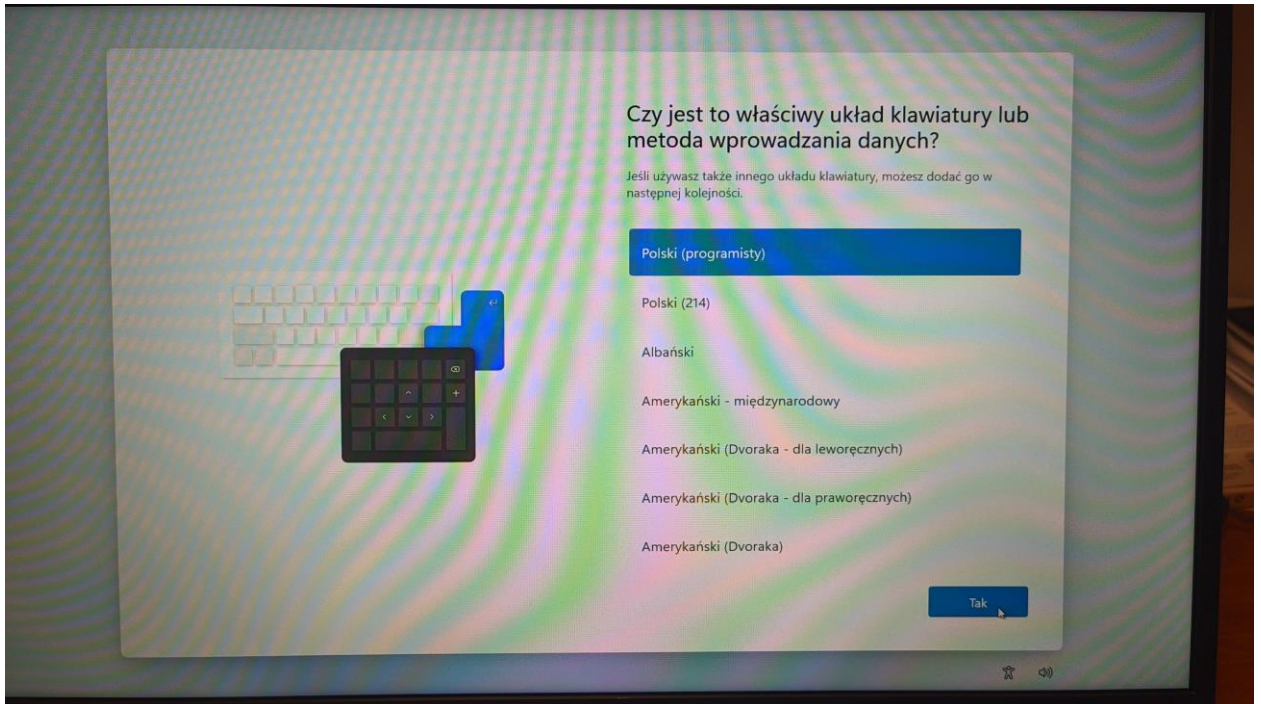 Czy jest to właściwy układ klawiatury lub
metoda wprowadzania danych?
Jeśli używasz także innego układu klawiatury, możesz dodać go w
następnej kolejności.
Polski (programisty)
Polski (214)
Albański
Amerykański - międzynarodowy
Amerykański (Dvoraka - dla leworęcznych)
Amerykański (Dvoraka - dla praworęcznych)
Amerykański (Dvoraka)
Tak